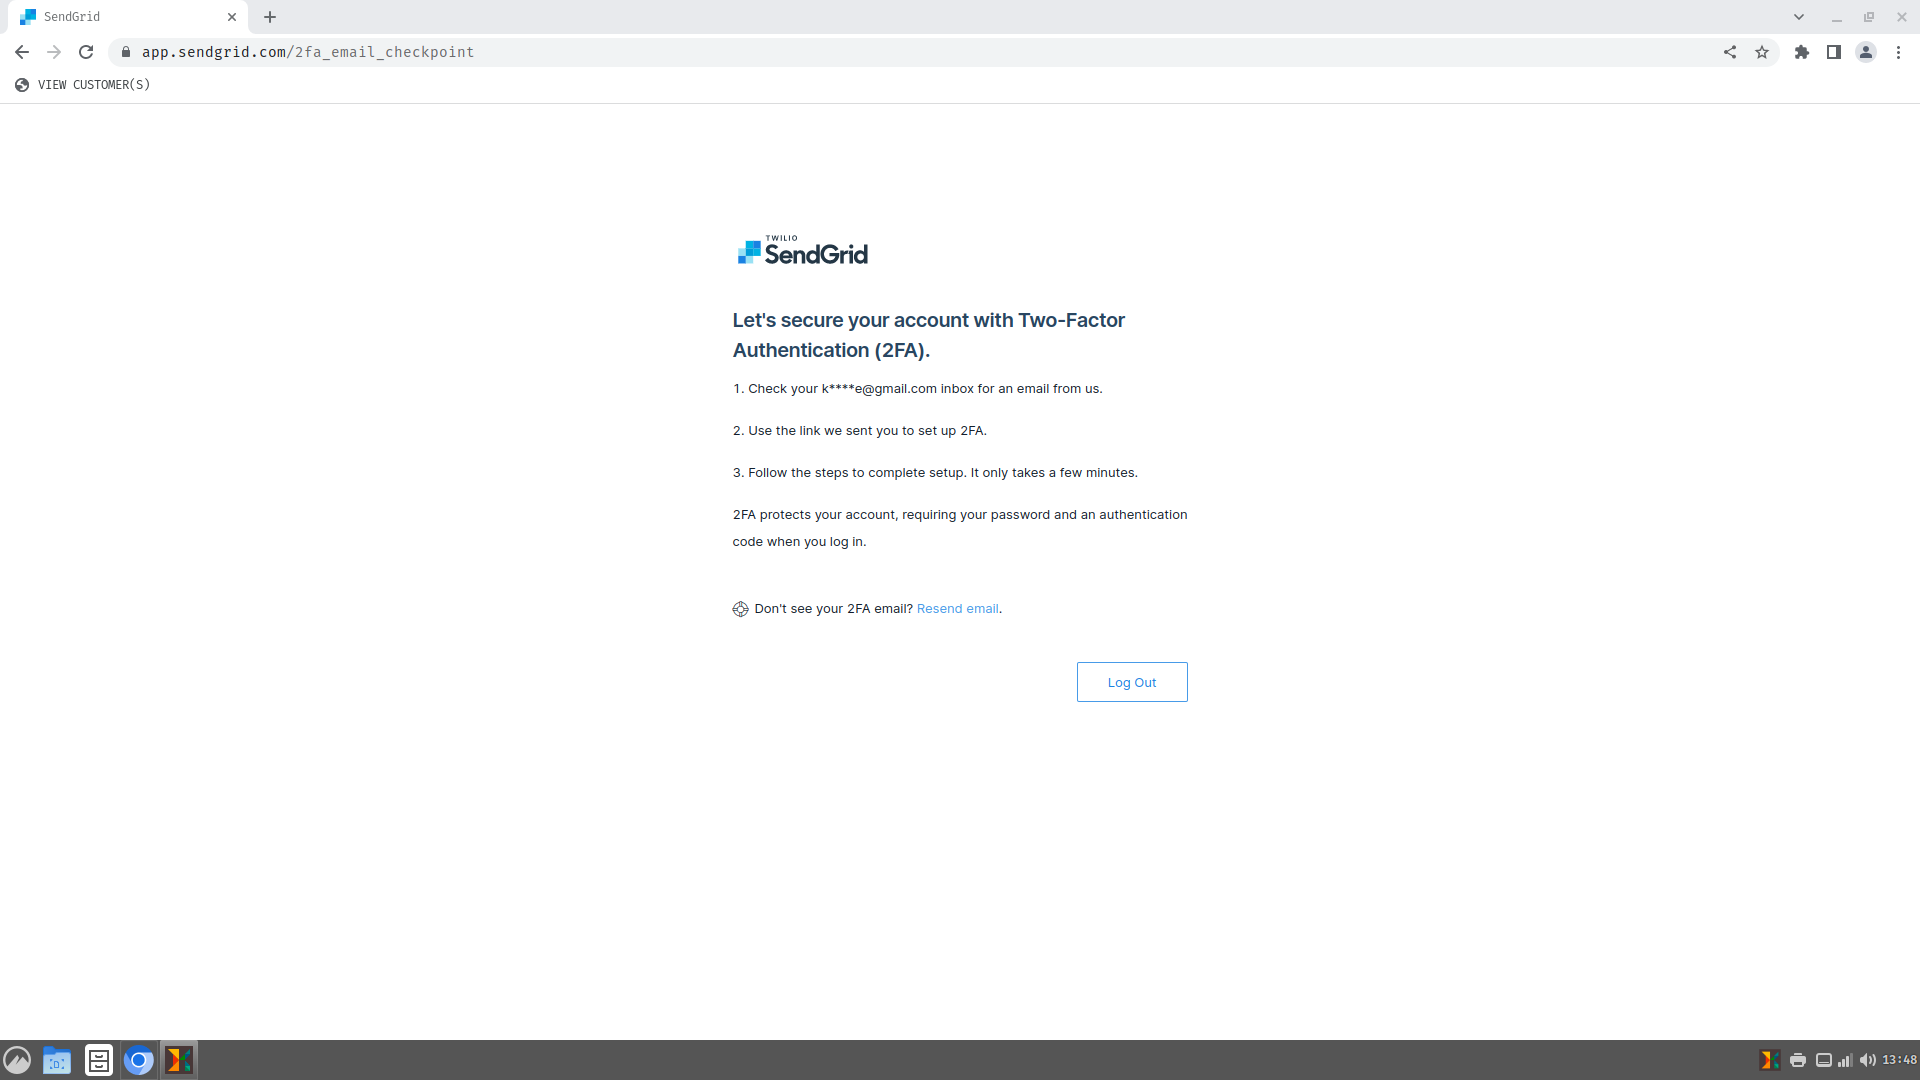 SendGrid
app.sendgrid.com/2fa_email_checkpoint
VIEW CUSTOMER(S)
TWILIO
SendGrid
Let's secure your account with Two-Factor
Authentication (2FA).
1. Check your k****e@gmail.com inbox for an email from us.
2. Use the link we sent you to set up 2FA.
3. Follow the steps to complete setup. It only takes a few minutes.
2FA protects your account, requiring your password and an authentication
code when you log in.
Don't see your 2FA email? Resend email.
Log Out
13:48